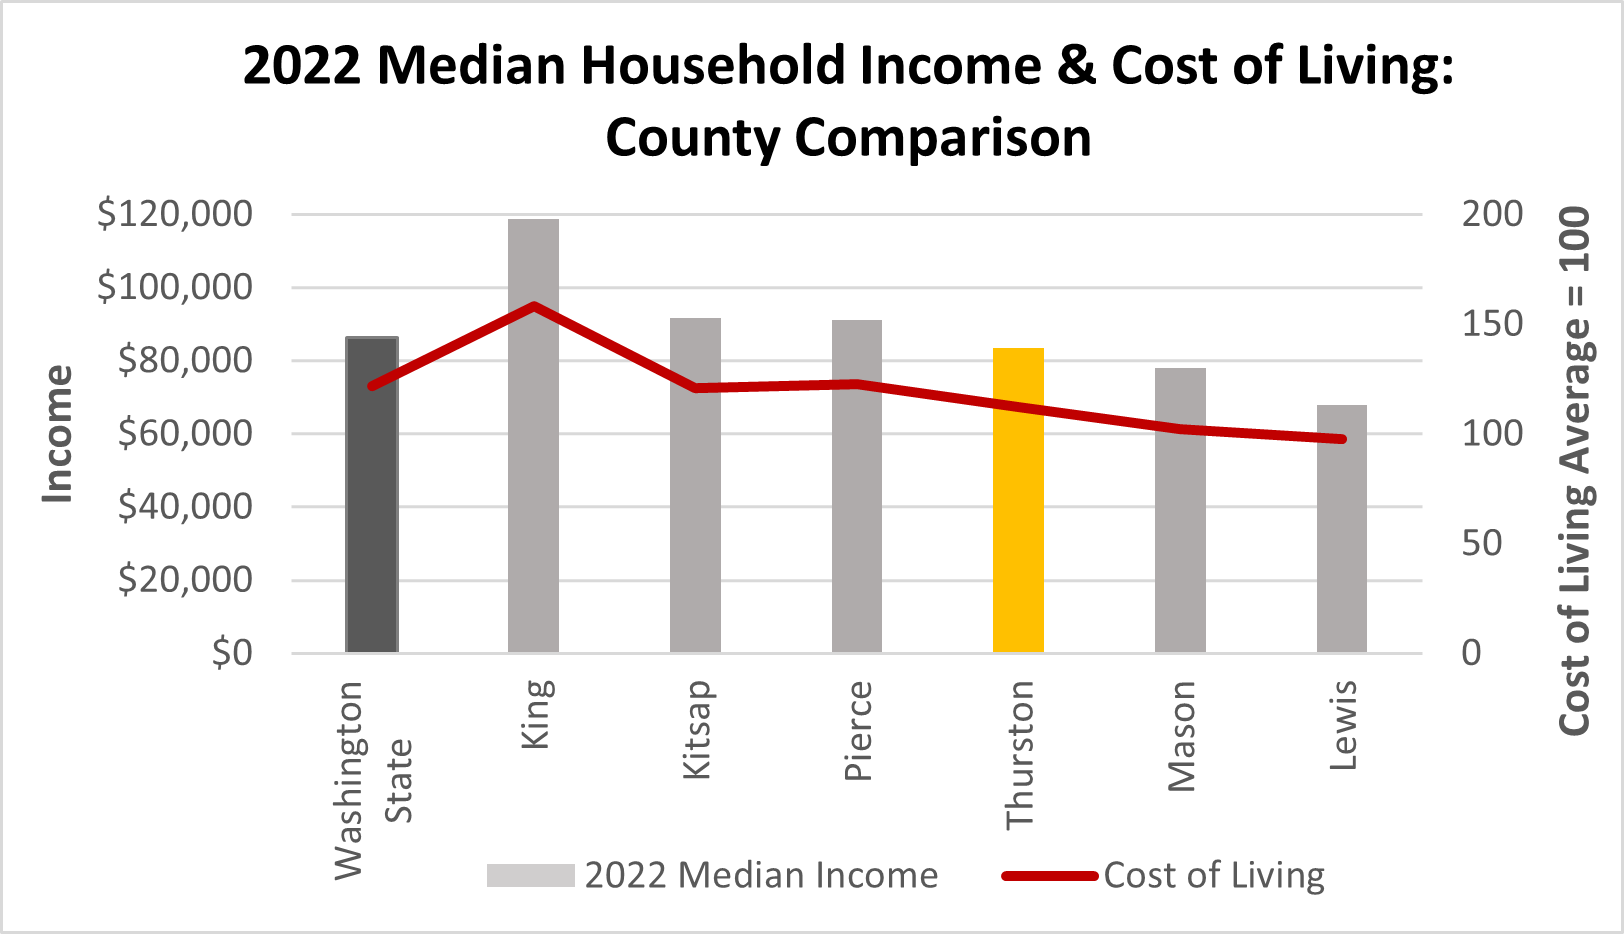 2022 Median Household Income & Cost of Living:
County Comparison
Income
$120,000
$100,000
$80,000
$60,000
$40,000
$20,000
$0
200
150
100
50
0
Cost of Living Average = 100
Washington
State
King
Kitsap
Pierce
Thurston
Mason
Lewis
2022 Median Income
Cost of Living